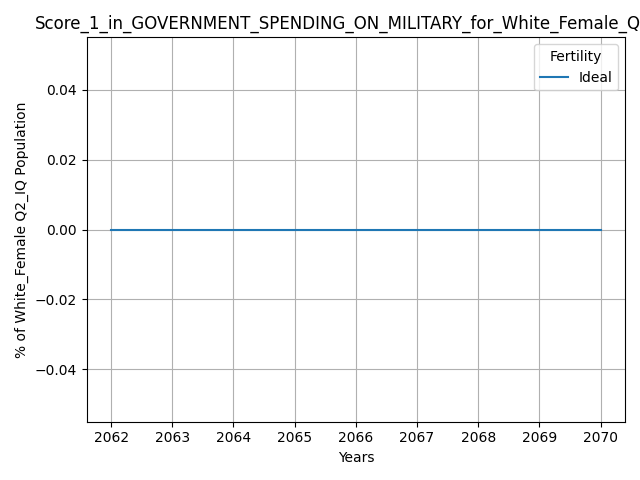 Score_1_in_GOVERNMENT_SPENDING_ON_MILITARY_for_White_Female_Q
Fertility
Ideal
% of White_Female Q2_IQ Population
0.04
0.02
0.00
−0.02
−0.04
2062 2063 2064 2065 2066 2067 2068 2069 2070
Years